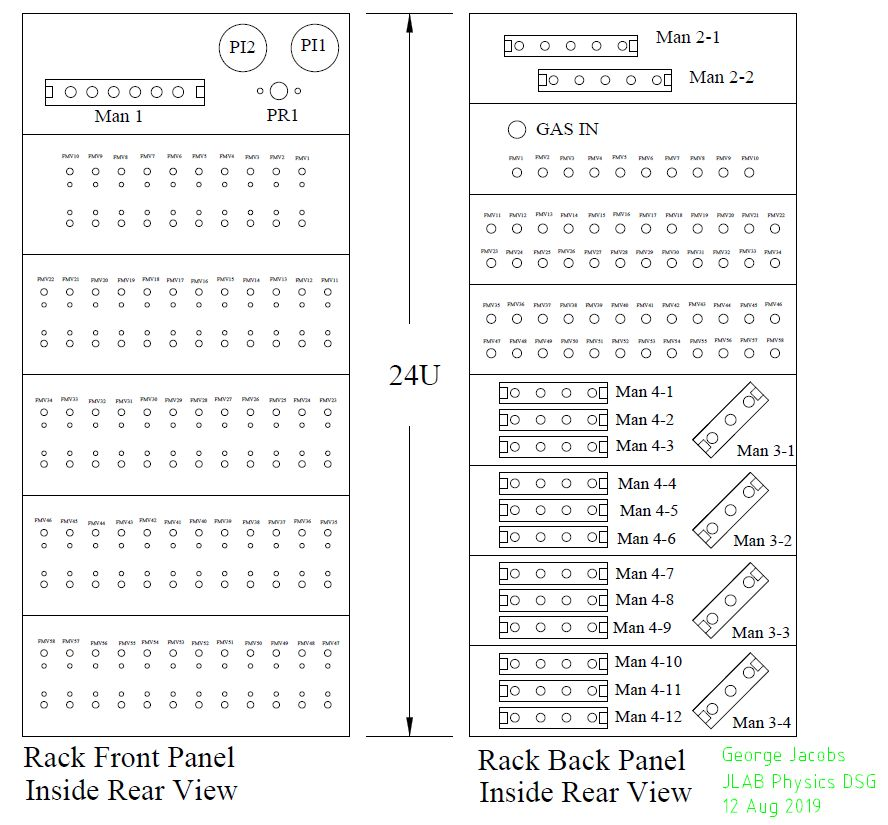 PI2 PI1
Man 1
PR1
FMV10 FMV9 FMV8 FMV7 FMV6 FMV5 FMV4 FMV3 FMV2 FMV1
FMV22 FMV21 FMV20 FMV19 FMV18 FMV17 FMV16 FMV15 FMV14 FMV13 FMV12 FMV11
FMV34 FMV33 FMV32 FMV31 FMV30 FMV29 FMV28 FMV27 FMV26 FMV25 FMV24 FMV23
FMV46 FMV45 FMV44 FMV43 FMV42 FMV41 FMV40 FMV39 FMV38 FMV37 FMV36 FMV35
FMV58 FMV57 FMV56 FMV55 FMV54 FMV53 FMV52 FMV51 FMV50 FMV49 FMV48 FMV47
Rack Front Panel
Inside Rear View
24U
Man 2-1
Man 2-2
GAS IN
FMV1 FMV2 FMV3 FMV4 FMV5 FMV6 FMV7 FMV8 FMV9 FMV10
FMV11 FMV12 FMV13 FMV14 FMV15 FMV16 FMV17 FMV18 FMV19 FMV20 FMV21 FMV22
FMV23 FMV24 FMV25 FMV26 FMV27 FMV28 FMV29 FMV30 FMV31 FMV32 FMV33 FMV34
FMV35 FMV36 FMV37 FMV38 FMV39 FMV40 FMV41 FMV42 FMV43 FMV44 FMV45 FMV46
FMV47 FMV48 FMV49 FMV50 FMV51 FMV52 FMV53 FMV54 FMV55 FMV56 FMV57 FMV58
Man 4-1
Man 4-2
Man 4-3
Man 3-1
Man 4-4
Man 4-5
Man 4-6
Man 3-2
Man 4-7
Man 4-8
Man 4-9
Man 3-3
Man 4-10
Man 4-11
Man 4-12
Man 3-4
Rack Back Panel
Inside Rear View
George Jacobs
JLAB Physics DSG
12 Aug 2019